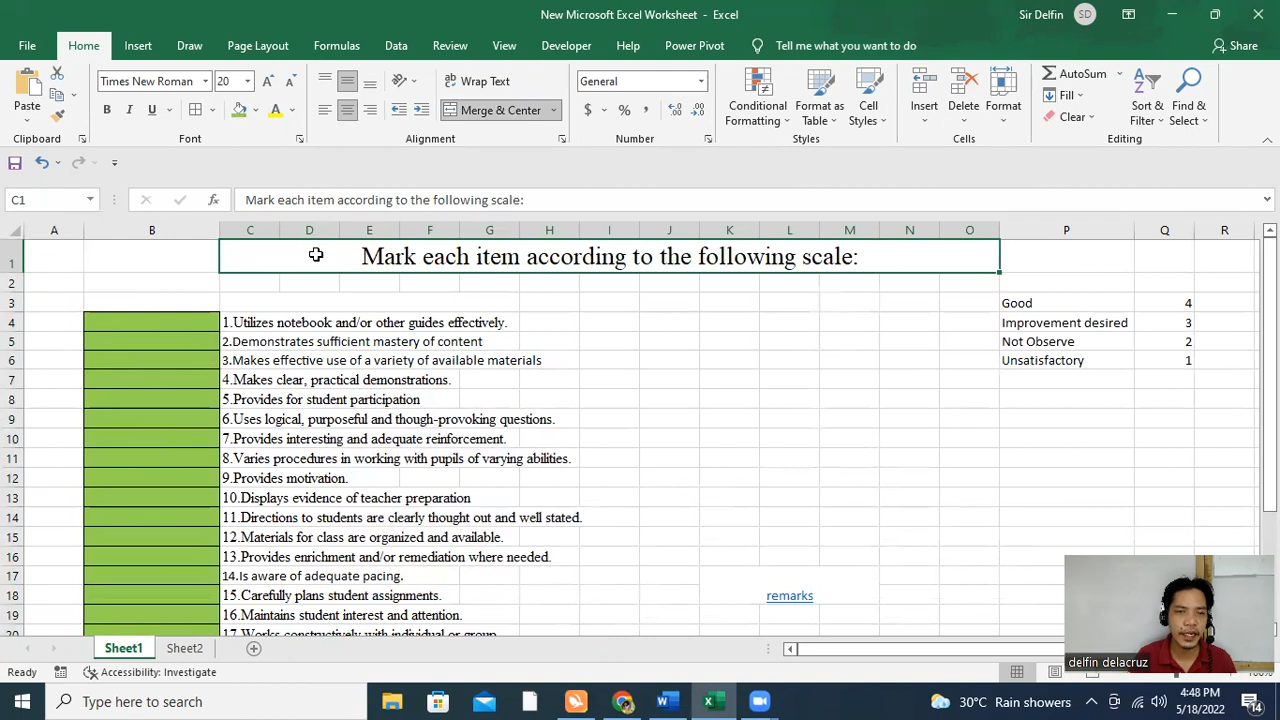 New Microsoft Excel Worksheet - Excel
Sir Delfin
SD
File Home Insert Draw Page Layout Formulas Data Review View Developer Help Power Pivot Tell me what you want to do Share
Paste
Clipboard
Times New Roman 20
B I U
Font
Wrap Text
Merge & Center
Alignment
General
$ % ,
Number
Conditional Formatting
Format as Table
Cell Styles
Styles
Insert Delete Format
Cells
AutoSum
Fill
Clear
Sort & Filter
Find & Select
Editing
C1 fx Mark each item according to the following scale:
A B C D E F G H I J K L M N O P Q R
1 Mark each item according to the following scale:
2
3 Good 4
4 1.Utilizes notebook and/or other guides effectively. Improvement desired 3
5 2.Demonstrates sufficient mastery of content Not Observe 2
6 3.Makes effective use of a variety of available materials Unsatisfactory 1
7 4.Makes clear, practical demonstrations.
8 5.Provides for student participation
9 6.Uses logical, purposeful and though-provoking questions.
10 7.Provides interesting and adequate reinforcement.
11 8.Varies procedures in working with pupils of varying abilities.
12 9.Provides motivation.
13 10.Displays evidence of teacher preparation
14 11.Directions to students are clearly thought out and well stated.
15 12.Materials for class are organized and available.
16 13.Provides enrichment and/or remediation where needed.
17 14.Is aware of adequate pacing.
18 15.Carefully plans student assignments. remarks
19 16.Maintains student interest and attention.
20 17.Works constructively with individual or group
delfin delacruz
Sheet1 Sheet2
Ready Accessibility: Investigate
Type here to search
30°C Rain showers
4:48 PM
5/18/2022
14